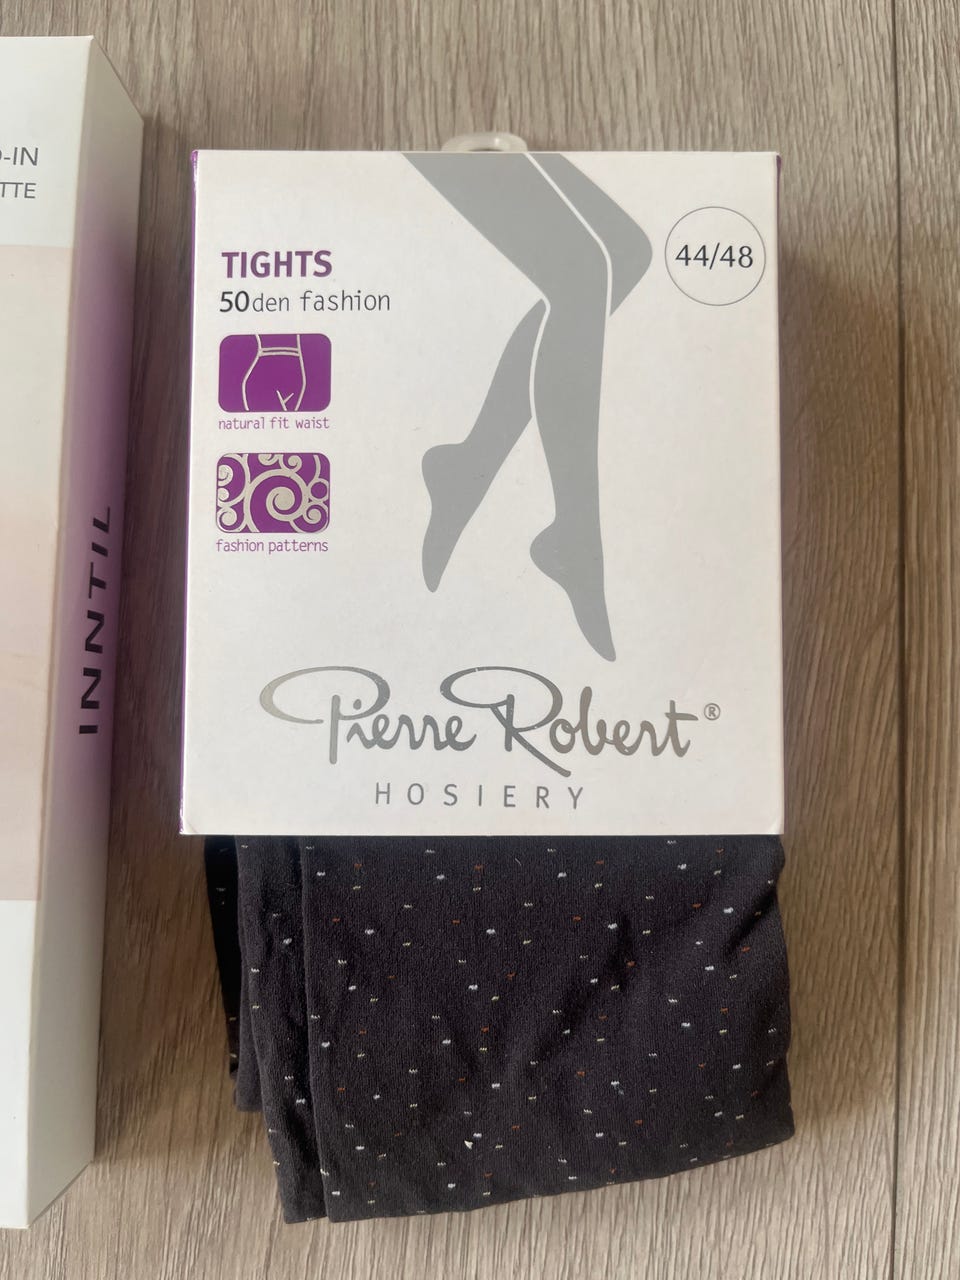 -IN
TTE
INNTIL
TIGHTS
50den fashion
44/48
natural fit waist
fashion patterns
Pierre Robert®
HOSIERY